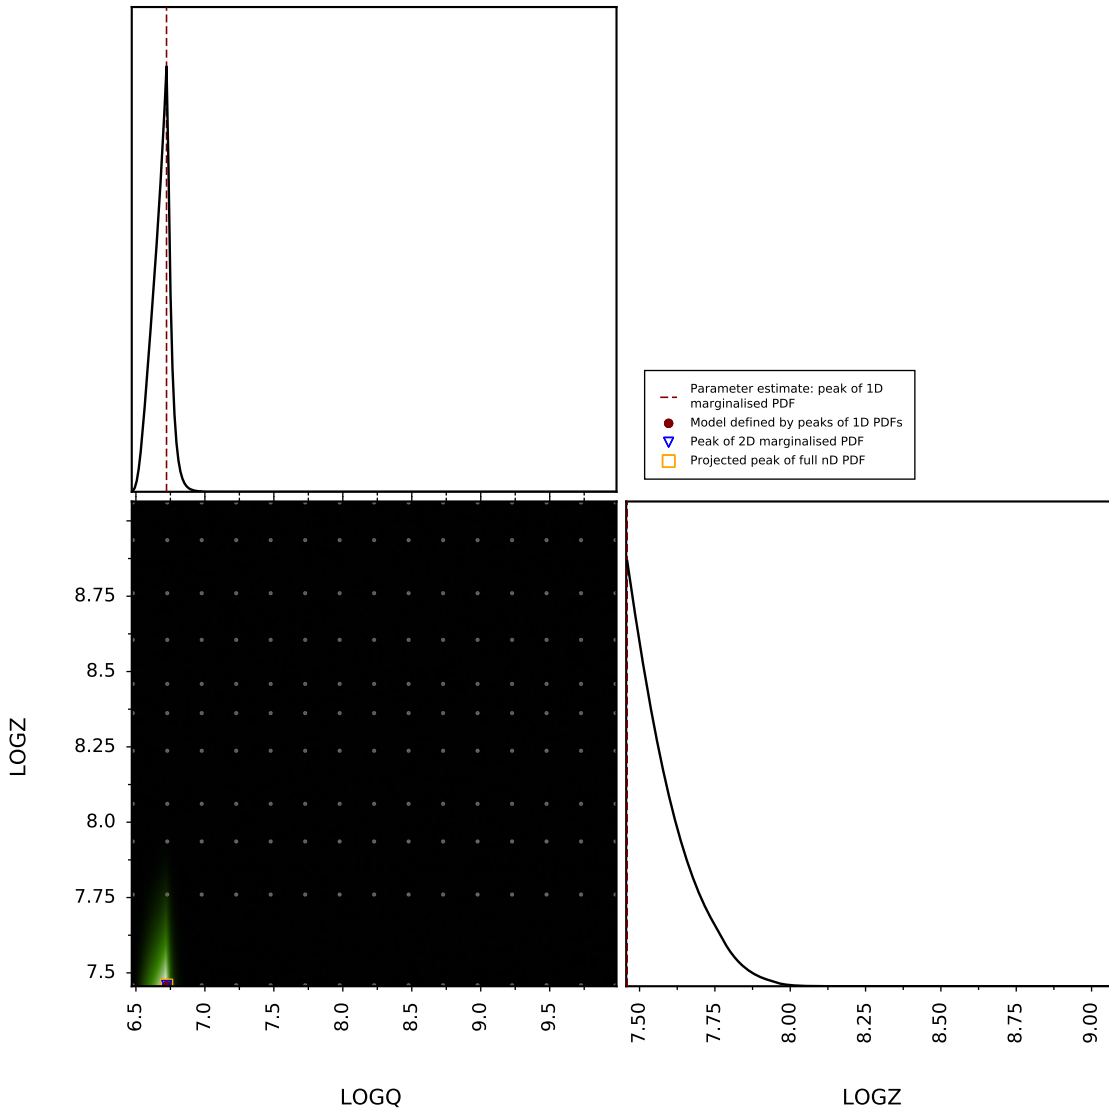 Parameter estimate: peak of 1D
marginalised PDF
Model defined by peaks of 1D PDFs
Peak of 2D marginalised PDF
Projected peak of full nD PDF
8.75
8.5
8.25
8.0
7.75
7.5
LOGZ
6.5 7.0 7.5 8.0 8.5 9.0 9.5
7.50 7.75 8.00 8.25 8.50 8.75 9.00
LOGQ
LOGZ